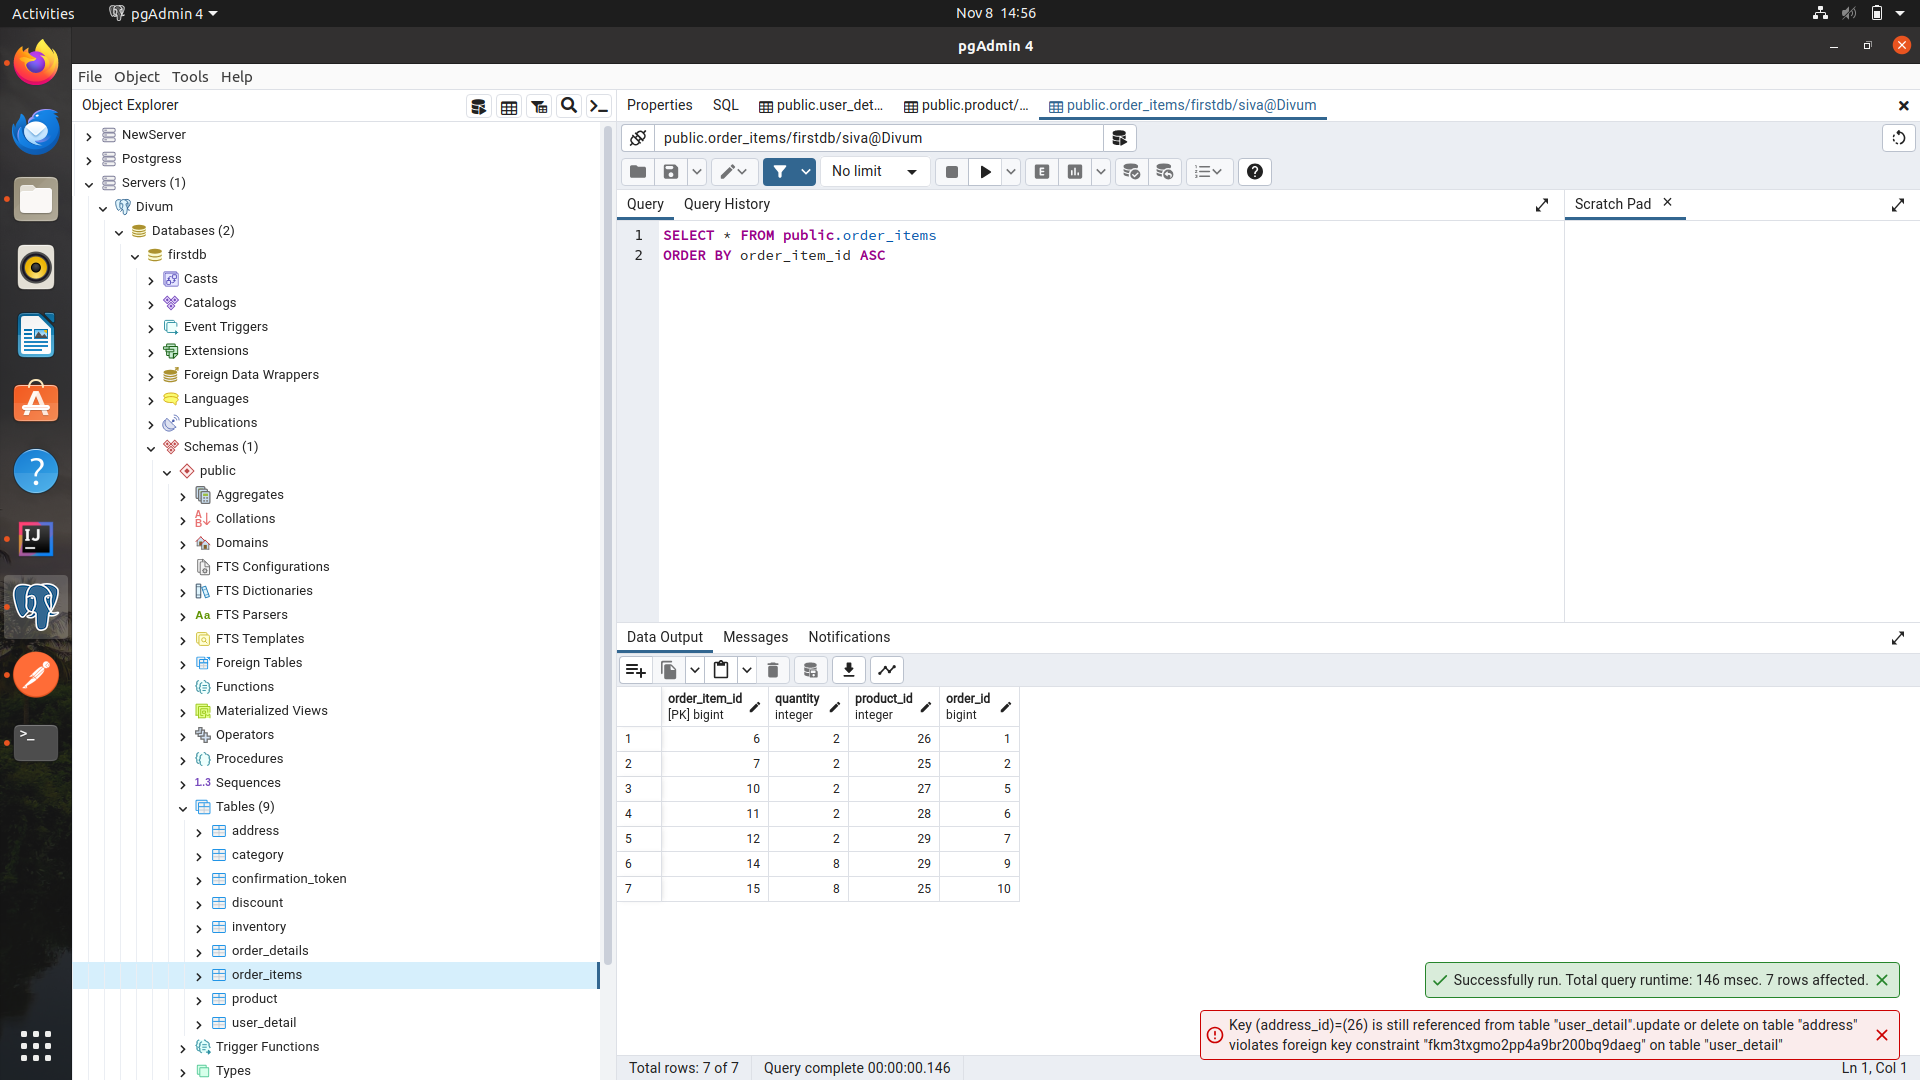 Activities
pgAdmin 4
Nov 8 14:56
pgAdmin 4
File Object Tools Help
Object Explorer
NewServer
Postgress
Servers (1)
Divum
Databases (2)
firstdb
Casts
Catalogs
Event Triggers
Extensions
Foreign Data Wrappers
Languages
Publications
Schemas (1)
public
Aggregates
Collations
Domains
FTS Configurations
FTS Dictionaries
Aa FTS Parsers
FTS Templates
Foreign Tables
Functions
Materialized Views
Operators
Procedures
1..3 Sequences
Tables (9)
address
category
confirmation_token
discount
inventory
order_details
order_items
product
user_detail
Trigger Functions
Types
Properties SQL public.user_det... public.product/... public.order_items/firstdb/siva@Divum
public.order_items/firstdb/siva@Divum
No limit
E
Query Query History
Scratch Pad
1 SELECT * FROM public.order_items
2 ORDER BY order_item_id ASC
Data Output Messages Notifications
order_item_id quantity product_id order_id
[PK] bigint integer integer bigint
1 6 2 26 1
2 7 2 25 2
3 10 2 27 5
4 11 2 28 6
5 12 2 29 7
6 14 8 29 9
7 15 8 25 10
Successfully run. Total query runtime: 146 msec. 7 rows affected.
Key (address_id)=(26) is still referenced from table "user_detail".update or delete on table "address"
violates foreign key constraint "fkm3txgmo2pp4a9br200bq9daeg" on table "user_detail"
Total rows: 7 of 7 Query complete 00:00:00.146 Ln 1, Col 1
IJ